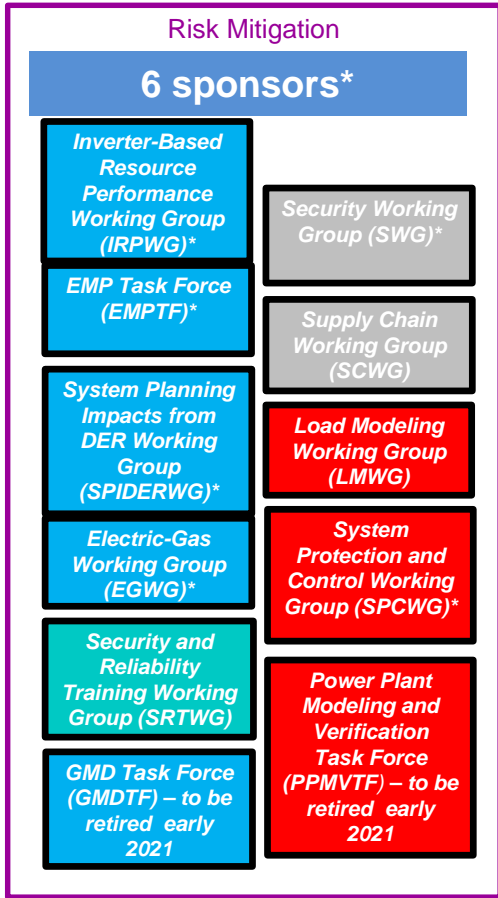 Risk Mitigation
6 sponsors*
Inverter-Based
Resource
Performance
Working Group
(IRPWG)*
EMP Task Force
(EMPTF)*
System Planning
Impacts from
DER Working
Group
(SPIDERWG)*
Electric-Gas
Working Group
(EGWG)*
Security and
Reliability
Training Working
Group (SRTWG)
GMD Task Force
(GMDTF) – to be
retired early
2021
Security Working
Group (SWG)*
Supply Chain
Working Group
(SCWG)
Load Modeling
Working Group
(LMWG)
System
Protection and
Control Working
Group (SPCWG)*
Power Plant
Modeling and
Verification
Task Force
(PPMVTF) – to be
retired early
2021